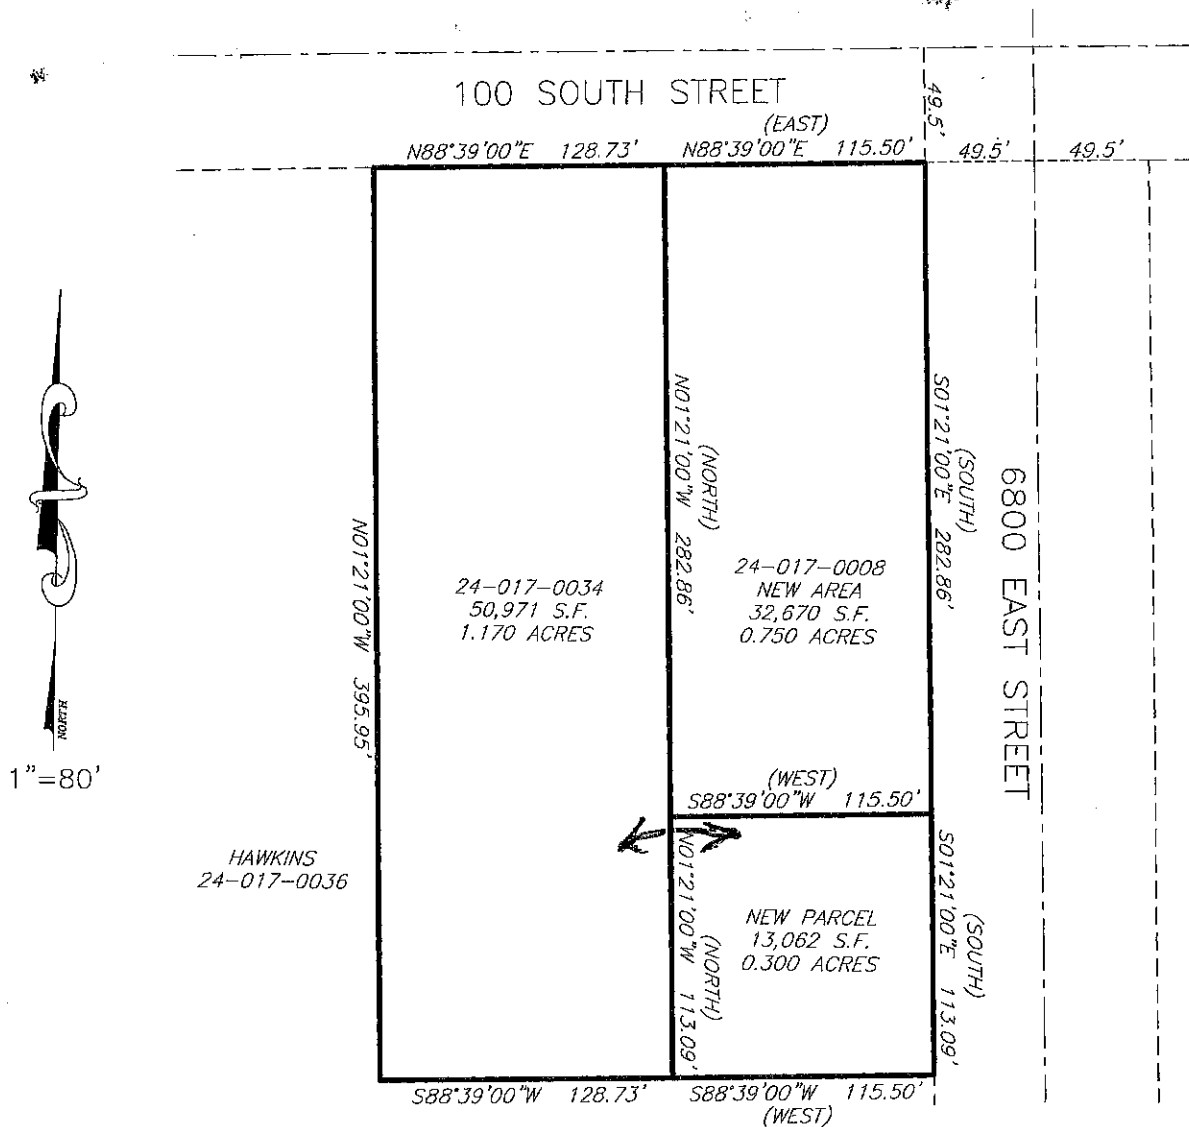 100 SOUTH STREET
49.5'
(EAST)
N88°39'00"E 128.73'
N88°39'00"E 115.50'
49.5'
49.5'
N01°21'00"W 282.86'
(NORTH)
S01°21'00"E 282.86'
(SOUTH)
6800 EAST STREET
N01°21'00"W 395.95'
24-017-0034
50,971 S.F.
1.170 ACRES
24-017-0008
NEW AREA
32,670 S.F.
0.750 ACRES
NORTH
1"=80'
(WEST)
S88°39'00"W 115.50'
HAWKINS
24-017-0036
N01°21'00"W 113.09'
(NORTH)
NEW PARCEL
13,062 S.F.
0.300 ACRES
S01°21'00"E 113.09'
(SOUTH)
S88°39'00"W 128.73'
S88°39'00"W 115.50'
(WEST)